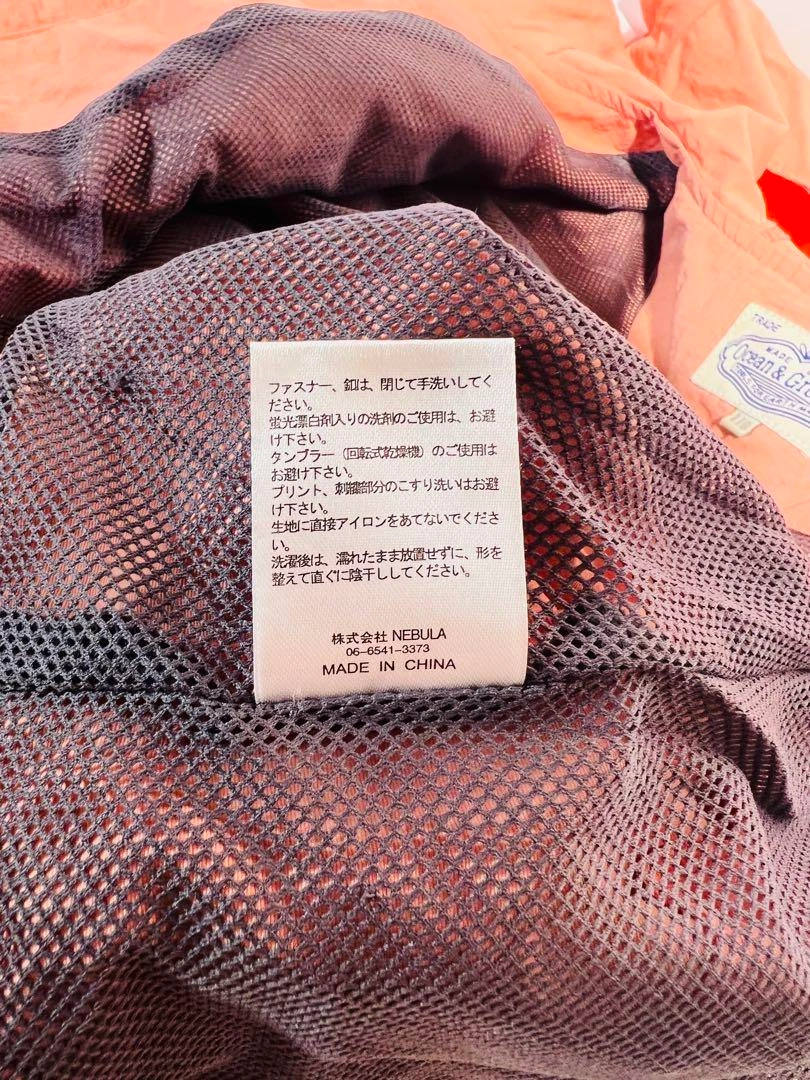 ファスナー、釦は、閉じて手洗いしてく
ださい。
蛍光漂白剤入りの洗剤のご使用は、お避
け下さい。
タンブラー（回転式乾燥機）のご使用は
お避け下さい。
プリント、刺繍部分のこすり洗いはお避
け下さい。
生地に直接アイロンをあてないでくださ
い。
洗濯後は、濡れたまま放置せずに、形を
整えて直ぐに陰干ししてください。
株式会社 NEBULA
06-6541-3373
MADE IN CHINA
TRADE
MADE
Ocean &